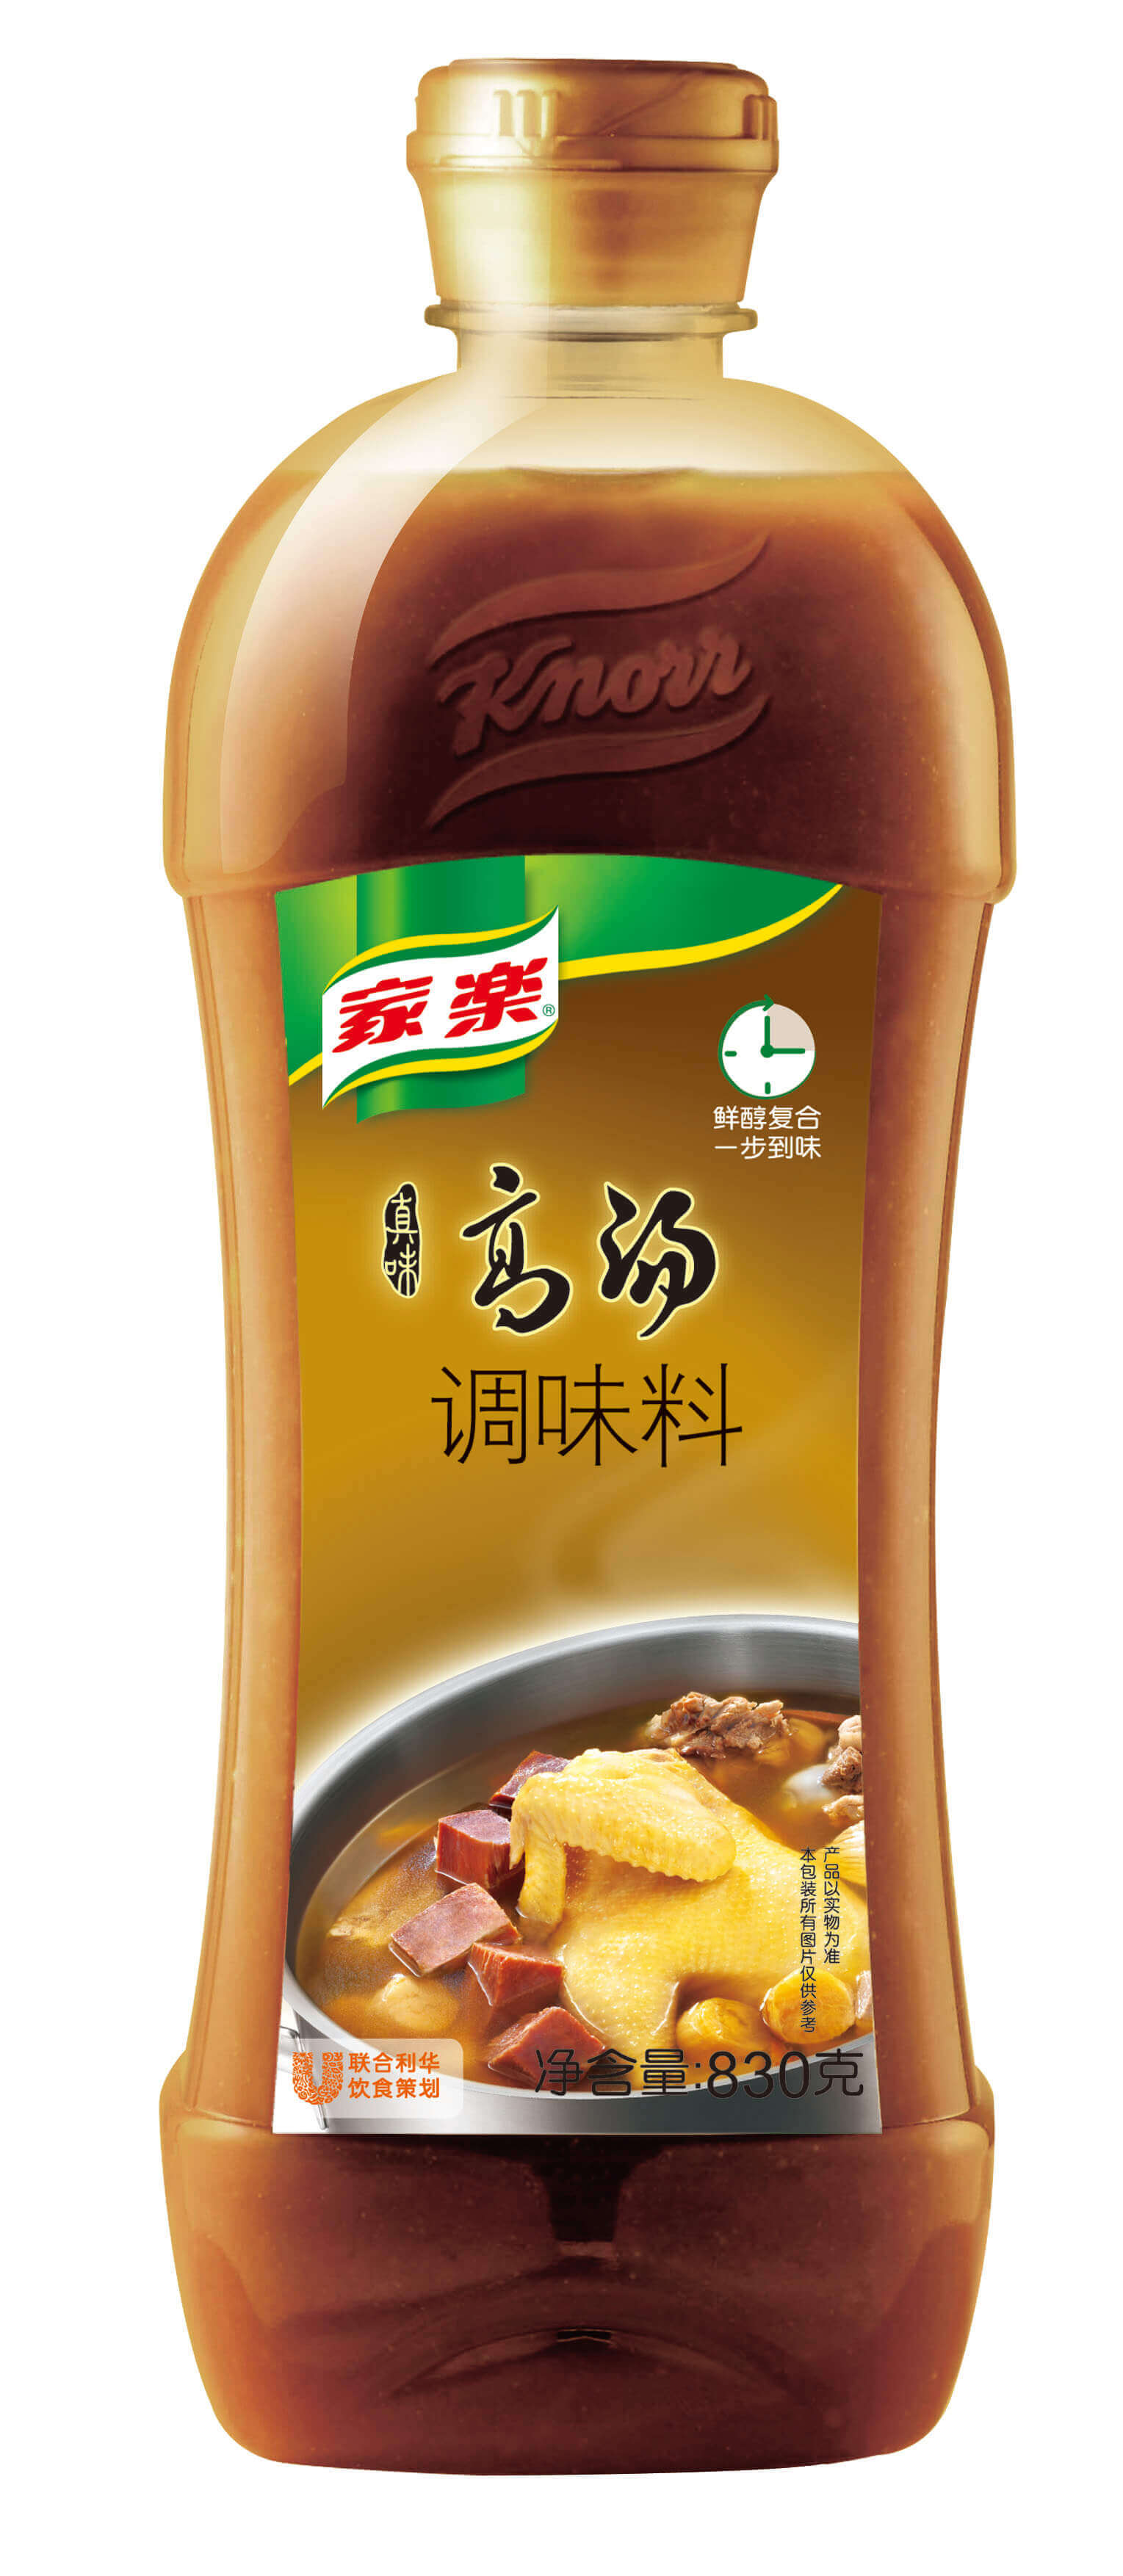 Knorr
家楽®
鲜醇复合
一步到味
真味
高汤
调味料
产品以实物为准
本包装所有图片仅供参考
联合利华
饮食策划
净含量:830克